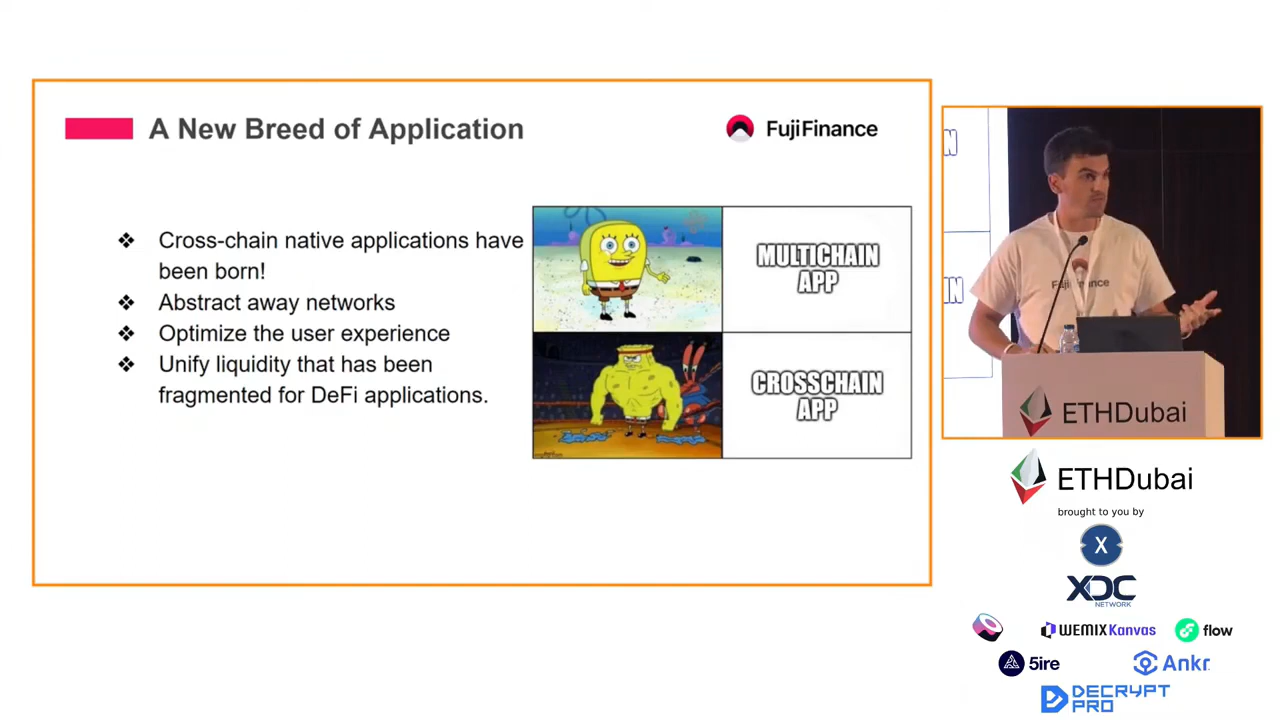 A New Breed of Application
FujiFinance
❖ Cross-chain native applications have
been born!
❖ Abstract away networks
❖ Optimize the user experience
❖ Unify liquidity that has been
fragmented for DeFi applications.
MULTICHAIN
APP
CROSSCHAIN
APP
ETHDubai
ETHDubai
brought to you by
X
XDC
NETWORK
WEMIX Kanvas
flow
5ire
Ankr
DECRYPT
PRO